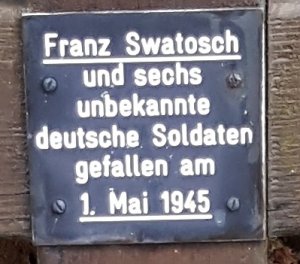 Franz Swatosch
und sechs
unbekannte
deutsche Soldaten
gefallen am
1. Mai 1945